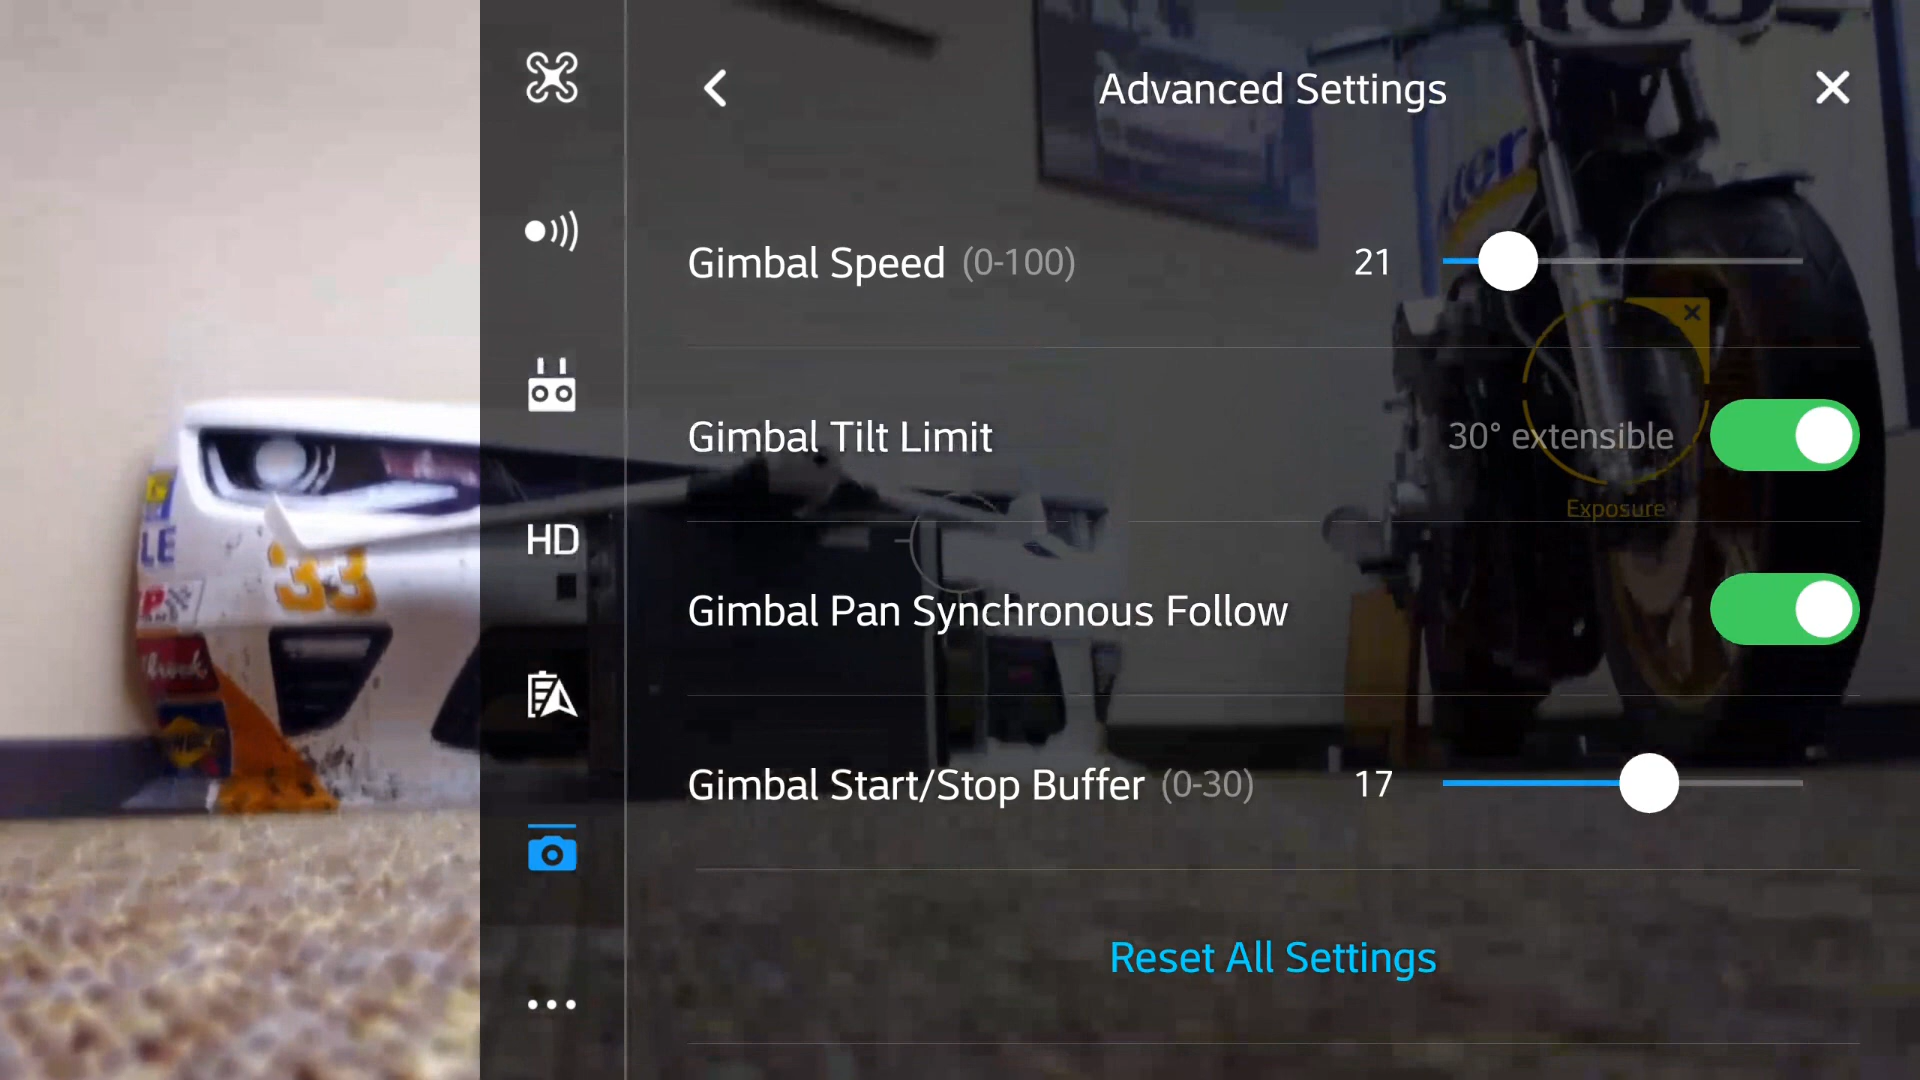 Advanced Settings
Gimbal Speed (0-100) 21
Gimbal Tilt Limit 30° extensible
Exposure
Gimbal Pan Synchronous Follow
HD
Gimbal Start/Stop Buffer (0-30) 17
Reset All Settings
33
LE